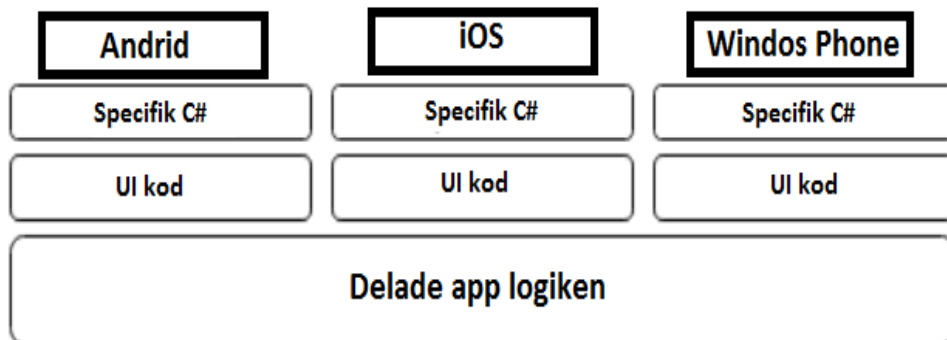 Andrid
iOS
Windos Phone
Specifik C#
Specifik C#
Specifik C#
UI kod
UI kod
UI kod
Delade app logiken